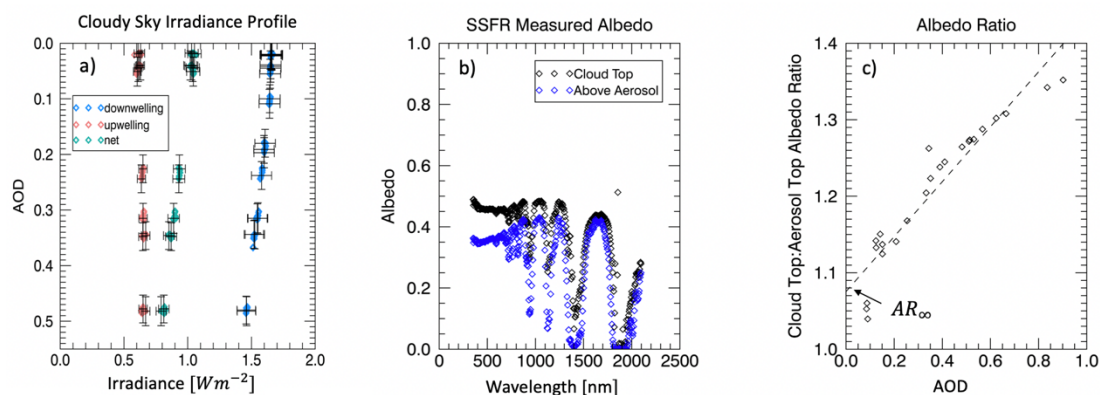 Cloudy Sky Irradiance Profile
a)
downwelling
upwelling
net
AOD
0.0
0.1
0.2
0.3
0.4
0.5
0.0 0.5 1.0 1.5 2.0
Irradiance [Wm⁻²]
SSFR Measured Albedo
b)
Cloud Top
Above Aerosol
Albedo
1.0
0.8
0.6
0.4
0.2
0.0
0 500 1000 1500 2000 2500
Wavelength [nm]
Albedo Ratio
c)
Cloud Top:Aerosol Top Albedo Ratio
1.4
1.3
1.2
1.1
1.0
AR∞
0.0 0.2 0.4 0.6 0.8 1.0
AOD